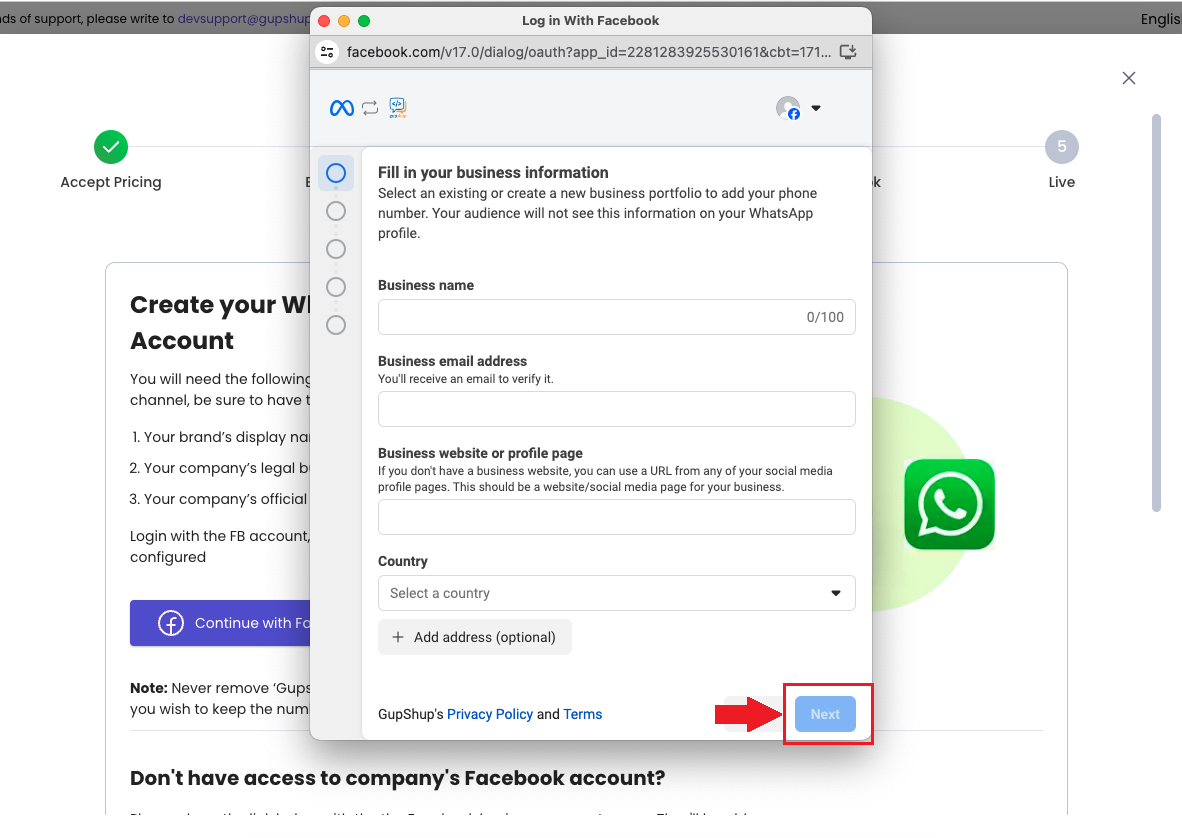 nds of support, please write to devsupport@gupshup
Englis
Log in With Facebook
facebook.com/v17.0/dialog/oauth?app_id=2281283925530161&cbt=171...
Accept Pricing
5
Live
Fill in your business information
Select an existing or create a new business portfolio to add your phone
number. Your audience will not see this information on your WhatsApp
profile.
Business name
0/100
Business email address
You'll receive an email to verify it.
Business website or profile page
If you don't have a business website, you can use a URL from any of your social media
profile pages. This should be a website/social media page for your business.
Country
Select a country
+ Add address (optional)
GupShup's Privacy Policy and Terms
Next
Create your Wh
Account
You will need the following
channel, be sure to have t
1. Your brand's display nam
2. Your company's legal bu
3. Your company's official
Login with the FB account,
configured
Continue with Fa
Note: Never remove 'Gups
you wish to keep the num
Don't have access to company's Facebook account?